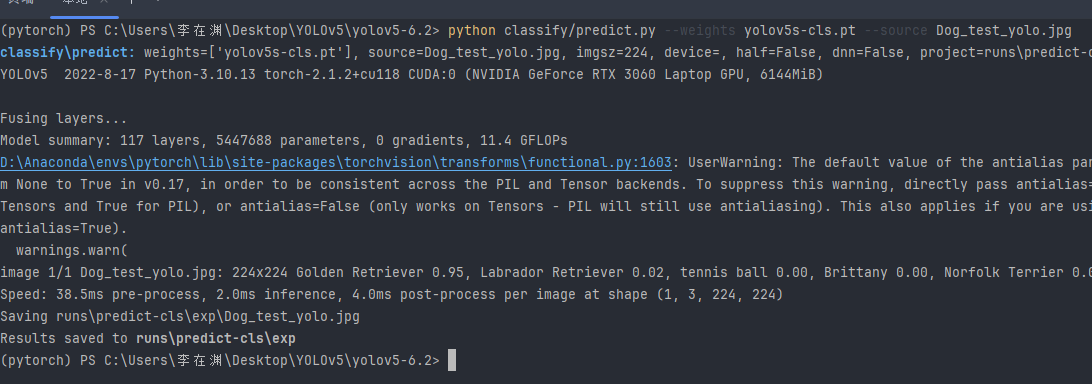 (pytorch) PS C:\Users\李在渊\Desktop\YOLOv5\yolov5-6.2> python classify/predict.py --weights yolov5s-cls.pt --source Dog_test_yolo.jpg
classify\predict: weights=['yolov5s-cls.pt'], source=Dog_test_yolo.jpg, imgsz=224, device=, half=False, dnn=False, project=runs\predict-c
YOLOv5  2022-8-17 Python-3.10.13 torch-2.1.2+cu118 CUDA:0 (NVIDIA GeForce RTX 3060 Laptop GPU, 6144MiB)
Fusing layers...
Model summary: 117 layers, 5447688 parameters, 0 gradients, 11.4 GFLOPs
D:\Anaconda\envs\pytorch\lib\site-packages\torchvision\transforms\functional.py:1603: UserWarning: The default value of the antialias par
m None to True in v0.17, in order to be consistent across the PIL and Tensor backends. To suppress this warning, directly pass antialias=
Tensors and True for PIL), or antialias=False (only works on Tensors - PIL will still use antialiasing). This also applies if you are usi
antialias=True).
warnings.warn(
image 1/1 Dog_test_yolo.jpg: 224x224 Golden Retriever 0.95, Labrador Retriever 0.02, tennis ball 0.00, Brittany 0.00, Norfolk Terrier 0.0
Speed: 38.5ms pre-process, 2.0ms inference, 4.0ms post-process per image at shape (1, 3, 224, 224)
Saving runs\predict-cls\exp\Dog_test_yolo.jpg
Results saved to runs\predict-cls\exp
(pytorch) PS C:\Users\李在渊\Desktop\YOLOv5\yolov5-6.2>